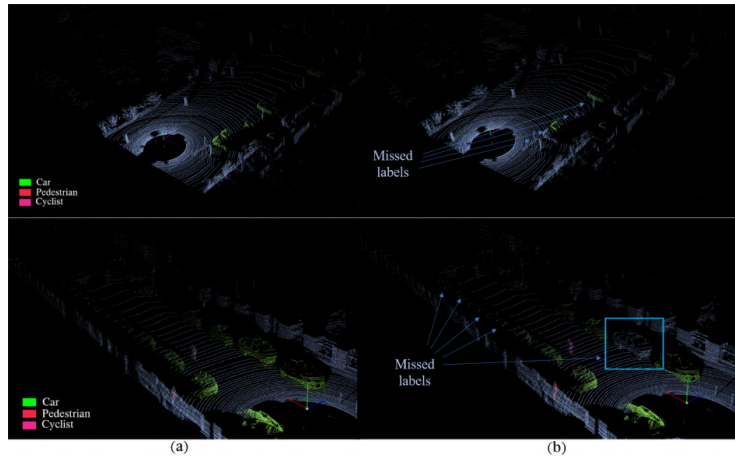 Missed
labels
Car
Pedestrian
Cyclist
Missed
labels
Car
Pedestrian
Cyclist
(a)
(b)